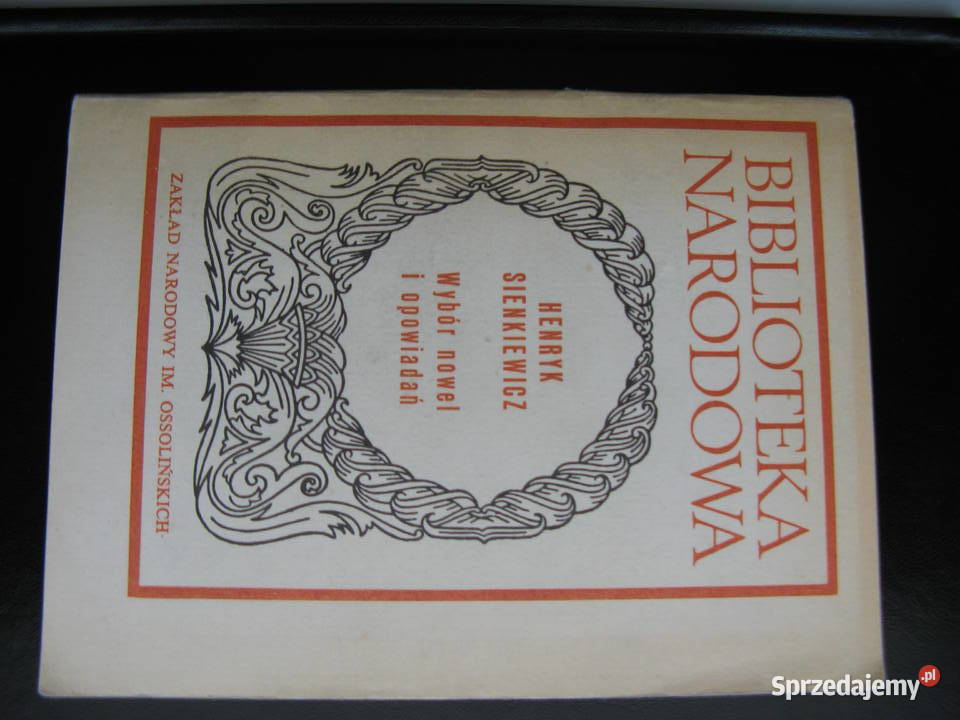 BIBLIOTEKA
NARODOWA
HENRYK
SIENKIEWICZ
Wybór nowel
i opowiadań
ZAKŁAD NARODOWY IM. OSSOLIŃSKICH
Sprzedajemy.pl